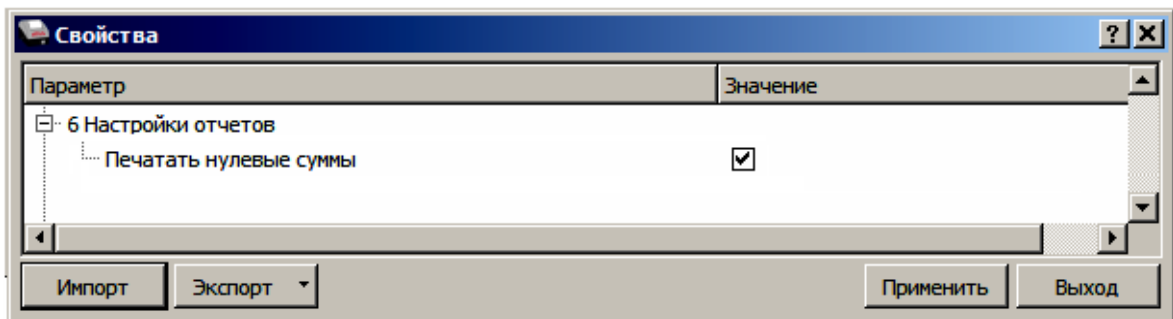 Свойства
Параметр Значение
6 Настройки отчетов
Печатать нулевые суммы
Импорт Экспорт Применить Выход